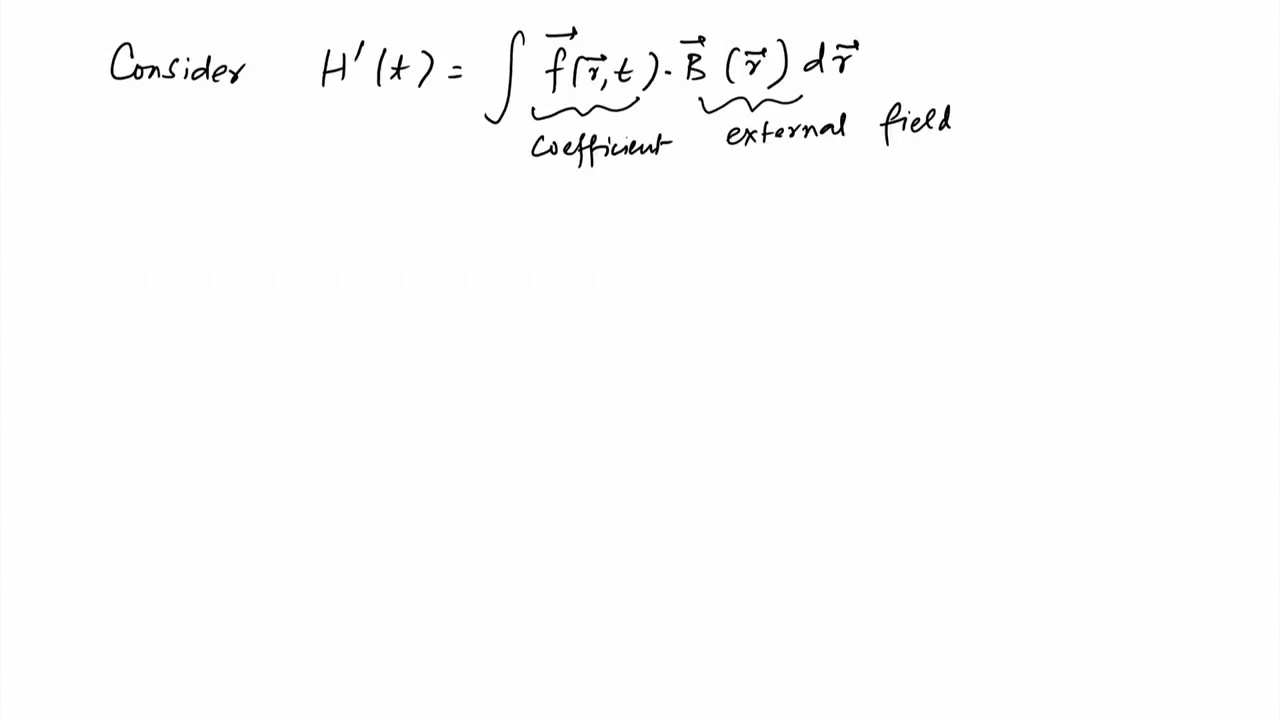 Consider H'(t) = ∫ f⃗(r⃗,t) · B⃗(r⃗) dr⃗
coefficient external field